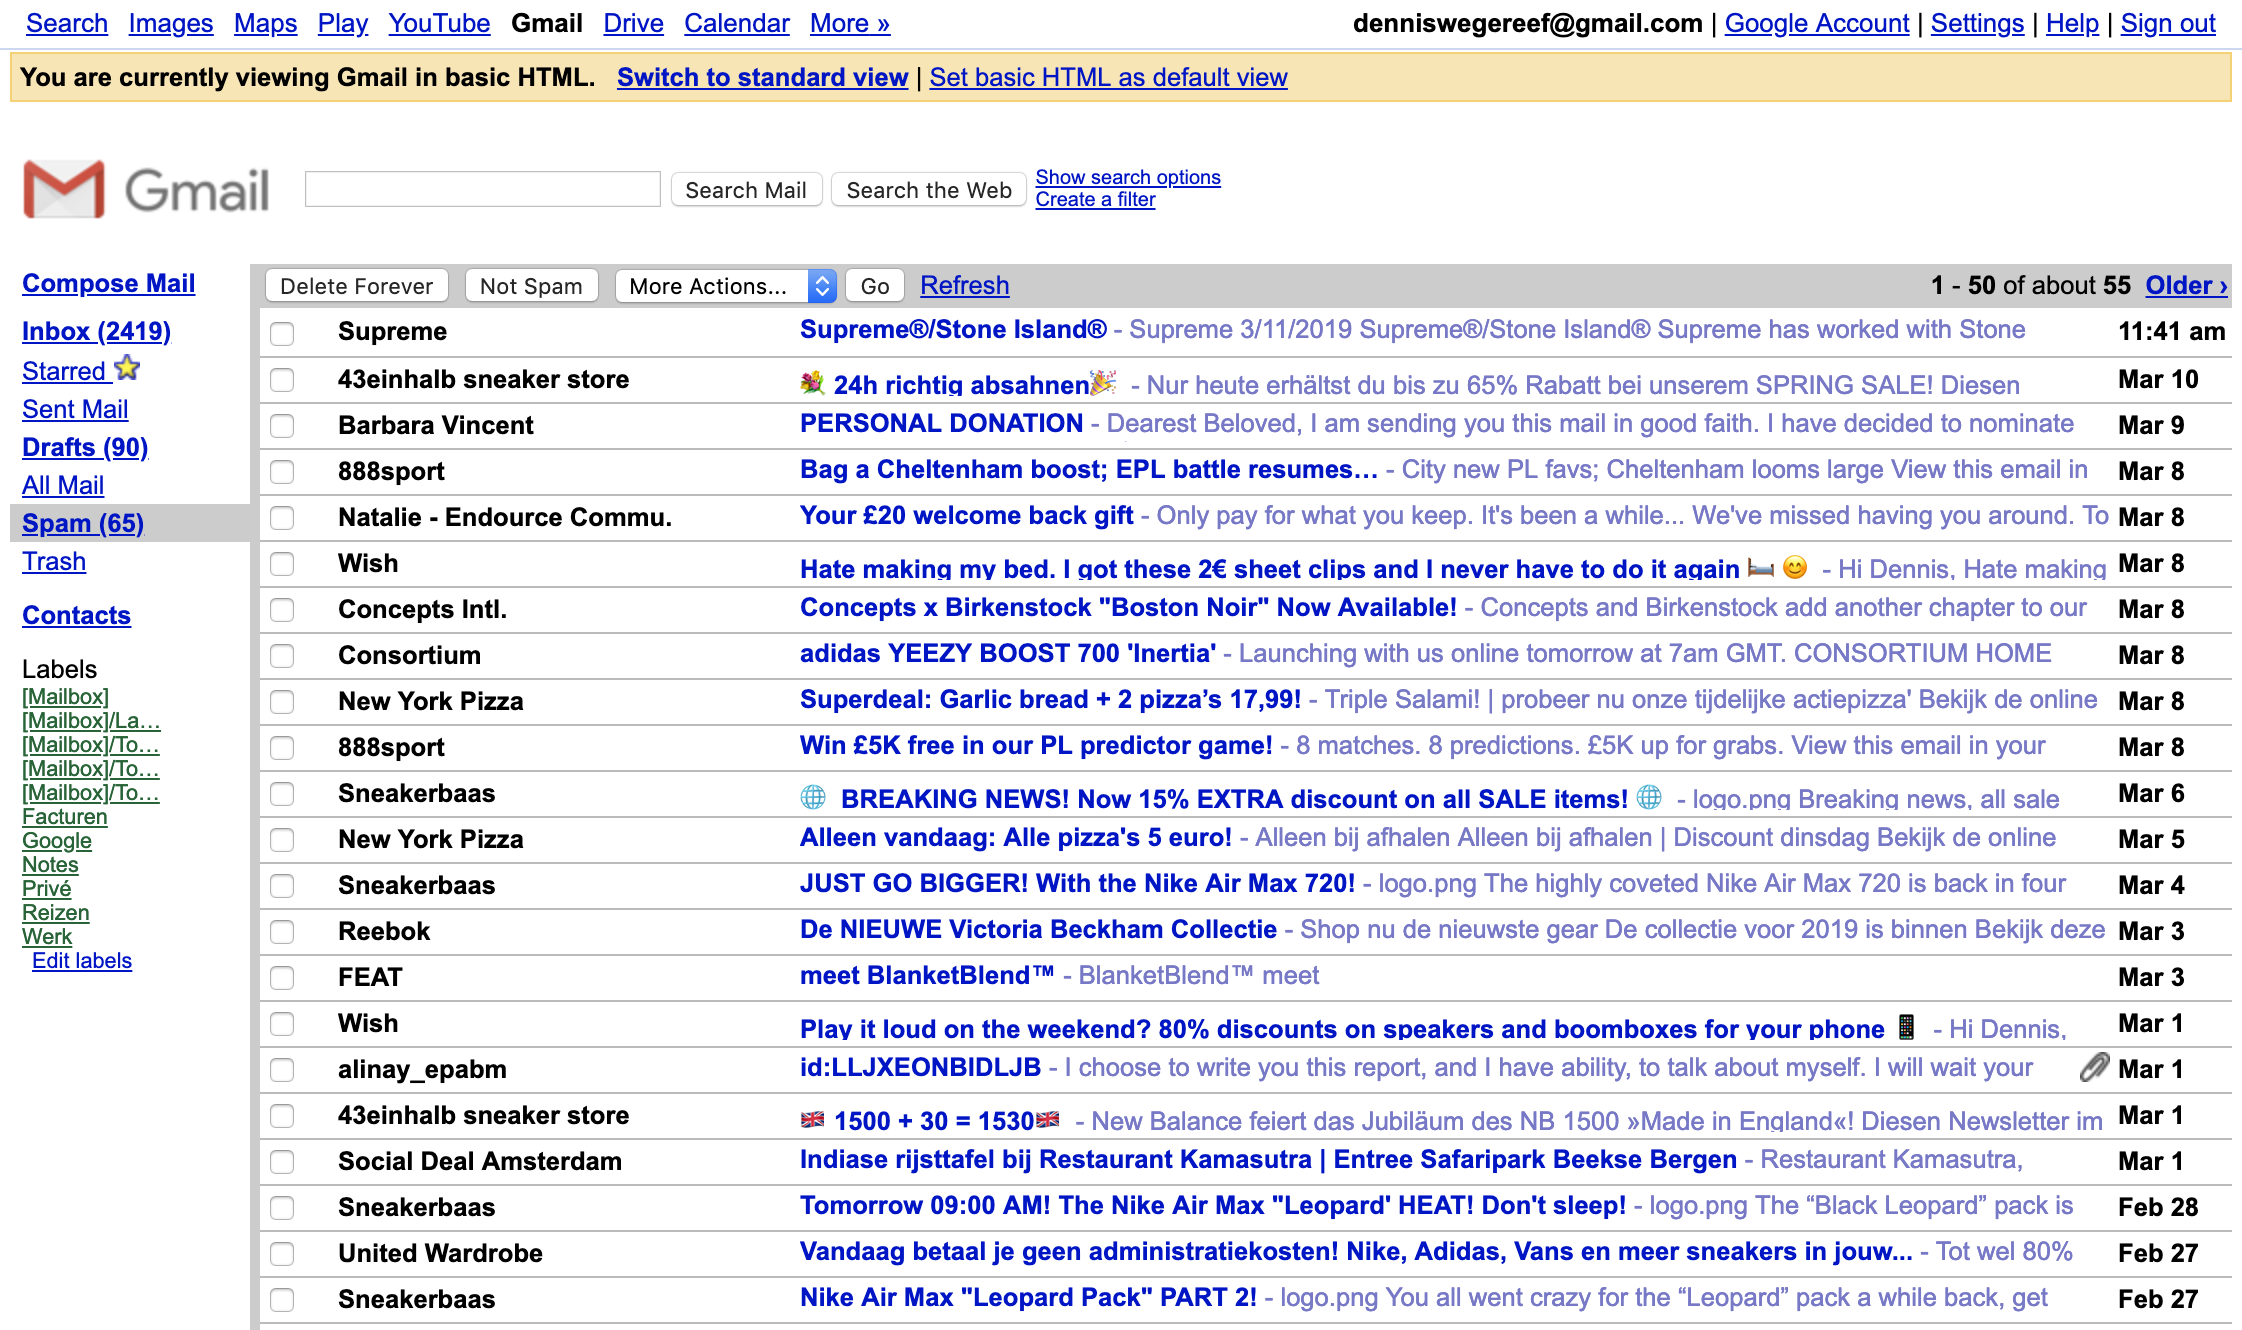 Search Images Maps Play YouTube Gmail Drive Calendar More » denniswegereef@gmail.com | Google Account | Settings | Help | Sign out
You are currently viewing Gmail in basic HTML. Switch to standard view | Set basic HTML as default view
Gmail Search Mail Search the Web Show search options
Create a filter
Compose Mail
Inbox (2419)
Starred
Sent Mail
Drafts (90)
All Mail
Spam (65)
Trash
Contacts
Labels
[Mailbox]
[Mailbox]/La…
[Mailbox]/To…
[Mailbox]/To…
[Mailbox]/To…
Facturen
Google
Notes
Privé
Reizen
Werk
Edit labels
Delete Forever Not Spam More Actions... Go Refresh 1 - 50 of about 55 Older ›
Supreme Supreme®/Stone Island® - Supreme 3/11/2019 Supreme®/Stone Island® Supreme has worked with Stone 11:41 am
43einhalb sneaker store 💐 24h richtig absahnen🎉 - Nur heute erhältst du bis zu 65% Rabatt bei unserem SPRING SALE! Diesen Mar 10
Barbara Vincent PERSONAL DONATION - Dearest Beloved, I am sending you this mail in good faith. I have decided to nominate Mar 9
888sport Bag a Cheltenham boost; EPL battle resumes… - City new PL favs; Cheltenham looms large View this email in Mar 8
Natalie - Endource Commu. Your £20 welcome back gift - Only pay for what you keep. It's been a while... We've missed having you around. To Mar 8
Wish Hate making my bed. I got these 2€ sheet clips and I never have to do it again 🛏 😊 - Hi Dennis, Hate making Mar 8
Concepts Intl. Concepts x Birkenstock "Boston Noir" Now Available! - Concepts and Birkenstock add another chapter to our Mar 8
Consortium adidas YEEZY BOOST 700 'Inertia' - Launching with us online tomorrow at 7am GMT. CONSORTIUM HOME Mar 8
New York Pizza Superdeal: Garlic bread + 2 pizza’s 17,99! - Triple Salami! | probeer nu onze tijdelijke actiepizza' Bekijk de online Mar 8
888sport Win £5K free in our PL predictor game! - 8 matches. 8 predictions. £5K up for grabs. View this email in your Mar 8
Sneakerbaas 🌐 BREAKING NEWS! Now 15% EXTRA discount on all SALE items! 🌐 - logo.png Breaking news, all sale Mar 6
New York Pizza Alleen vandaag: Alle pizza's 5 euro! - Alleen bij afhalen Alleen bij afhalen | Discount dinsdag Bekijk de online Mar 5
Sneakerbaas JUST GO BIGGER! With the Nike Air Max 720! - logo.png The highly coveted Nike Air Max 720 is back in four Mar 4
Reebok De NIEUWE Victoria Beckham Collectie - Shop nu de nieuwste gear De collectie voor 2019 is binnen Bekijk deze Mar 3
FEAT meet BlanketBlend™ - BlanketBlend™ meet Mar 3
Wish Play it loud on the weekend? 80% discounts on speakers and boomboxes for your phone 📱 - Hi Dennis, Mar 1
alinay_epabm id:LLJXEONBIDLJB - I choose to write you this report, and I have ability, to talk about myself. I will wait your Mar 1
43einhalb sneaker store 🇬🇧 1500 + 30 = 1530🇬🇧 - New Balance feiert das Jubiläum des NB 1500 »Made in England«! Diesen Newsletter im Mar 1
Social Deal Amsterdam Indiase rijsttafel bij Restaurant Kamasutra | Entree Safaripark Beekse Bergen - Restaurant Kamasutra, Mar 1
Sneakerbaas Tomorrow 09:00 AM! The Nike Air Max "Leopard' HEAT! Don't sleep! - logo.png The “Black Leopard” pack is Feb 28
United Wardrobe Vandaag betaal je geen administratiekosten! Nike, Adidas, Vans en meer sneakers in jouw... - Tot wel 80% Feb 27
Sneakerbaas Nike Air Max "Leopard Pack" PART 2! - logo.png You all went crazy for the “Leopard” pack a while back, get Feb 27